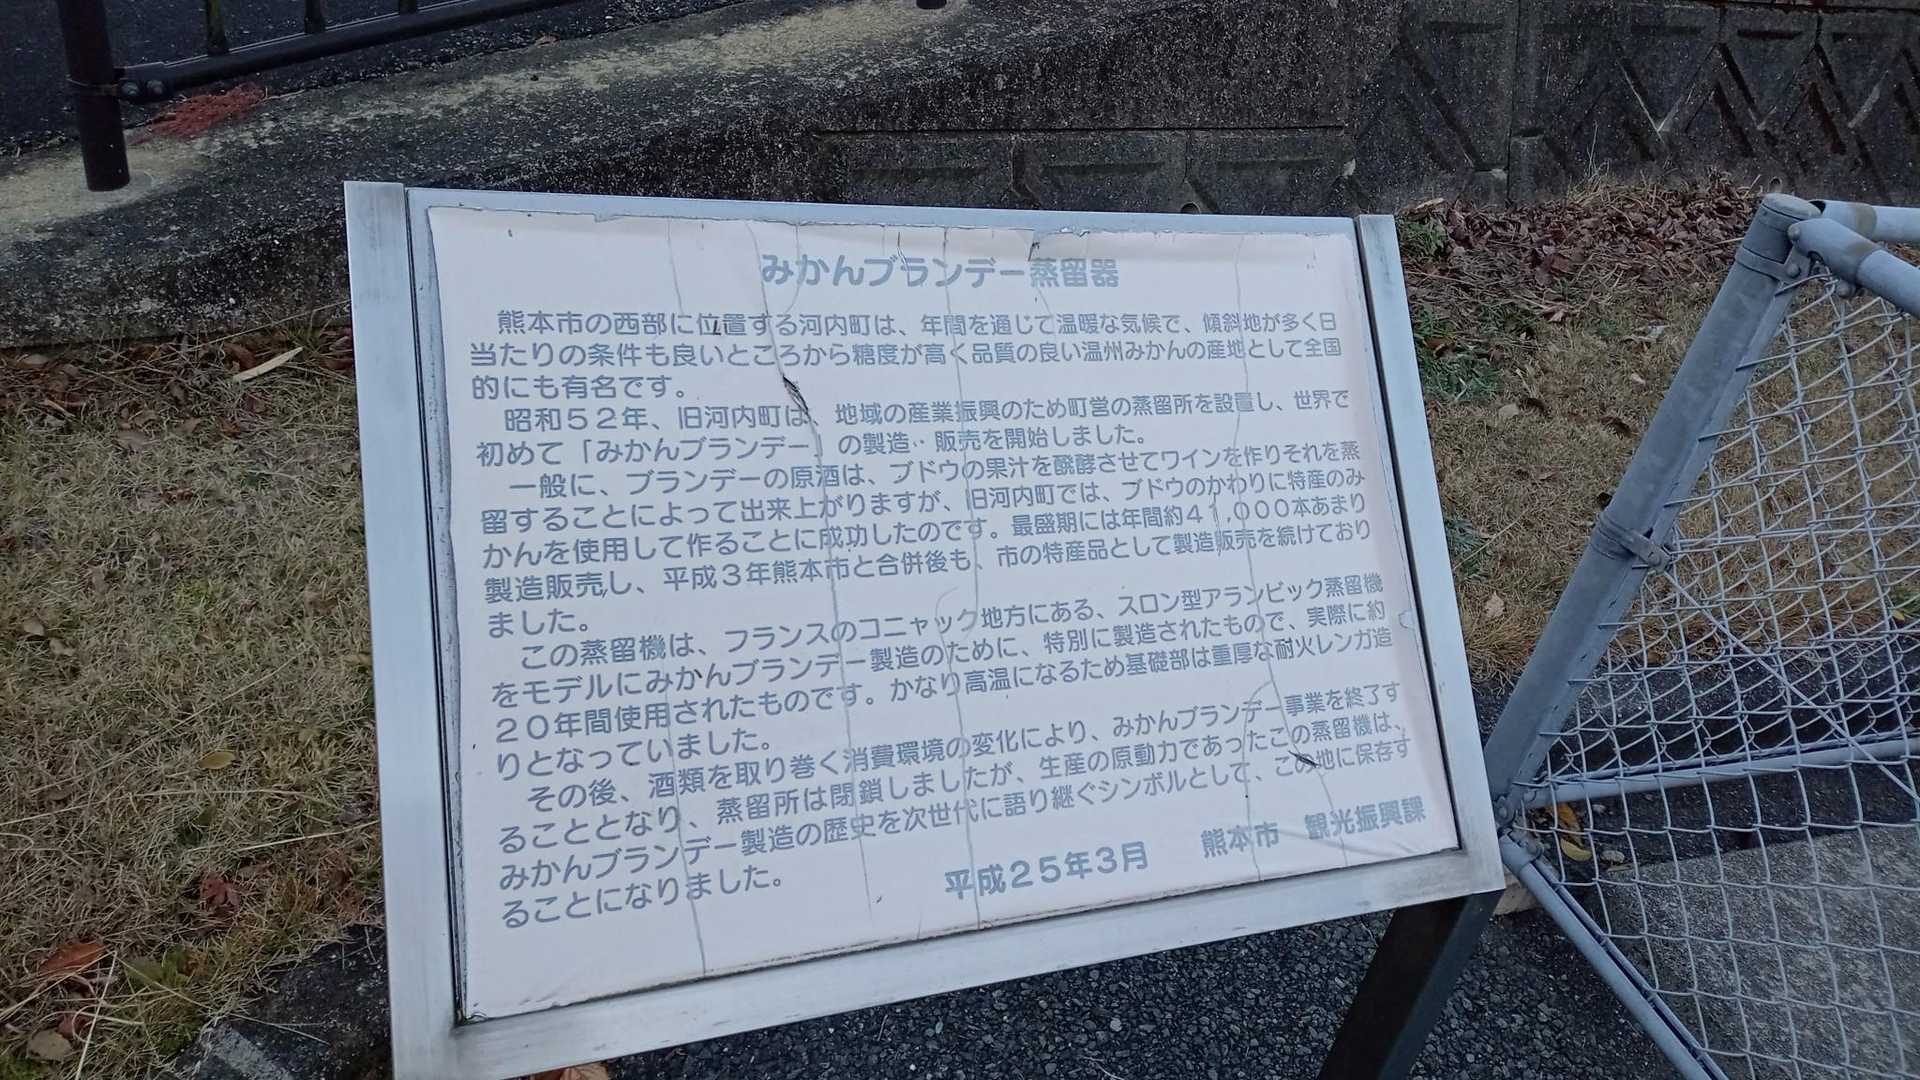 みかんブランデー蒸留器
熊本市の西部に位置する河内町は、年間を通じて温暖な気候で、傾斜地が多く日
当たりの条件も良いところから糖度が高く品質の良い温州みかんの産地として全国
的にも有名です。
昭和５２年、旧河内町は、地域の産業振興のため町営の蒸留所を設置し、世界で
初めて「みかんブランデー」の製造・販売を開始しました。
一般に、ブランデーの原酒は、ブドウの果汁を醗酵させてワインを作りそれを蒸
留することによって出来上がりますが、旧河内町では、ブドウのかわりに特産のみ
かんを使用して作ることに成功したのです。最盛期には年間約４１,０００本あまり
製造販売し、平成３年熊本市と合併後も、市の特産品として製造販売を続けており
ました。
この蒸留機は、フランスのコニャック地方にある、スロン型アランビック蒸留機
をモデルにみかんブランデー製造のために、特別に製造されたもので、実際に約
２０年間使用されたものです。かなり高温になるため基礎部は重厚な耐火レンガ造
りとなっていました。
その後、酒類を取り巻く消費環境の変化により、みかんブランデー事業を終了す
ることとなり、蒸留所は閉鎖しましたが、生産の原動力であったこの蒸留機は、
みかんブランデー製造の歴史を次世代に語り継ぐシンボルとして、この地に保存す
ることになりました。
平成２５年３月　熊本市　観光振興課